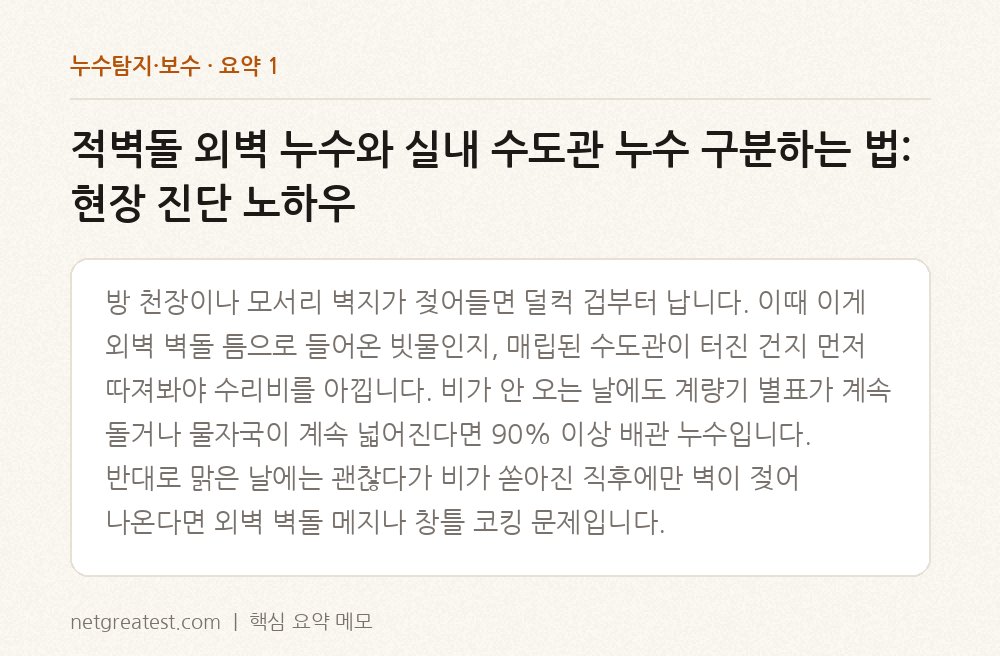 누수탐지·보수 · 요약 1
적벽돌 외벽 누수와 실내 수도관 누수 구분하는 법:
현장 진단 노하우
방 천장이나 모서리 벽지가 젖어들면 덜컥 겁부터 납니다. 이때 이게
외벽 벽돌 틈으로 들어온 빗물인지, 매립된 수도관이 터진 건지 먼저
따져봐야 수리비를 아낍니다. 비가 안 오는 날에도 계량기 별표가 계속
돌거나 물자국이 계속 넓어진다면 90% 이상 배관 누수입니다.
반대로 맑은 날에는 괜찮다가 비가 쏟아진 직후에만 벽이 젖어
나온다면 외벽 벽돌 메지나 창틀 코킹 문제입니다.
netgreatest.com | 핵심 요약 메모